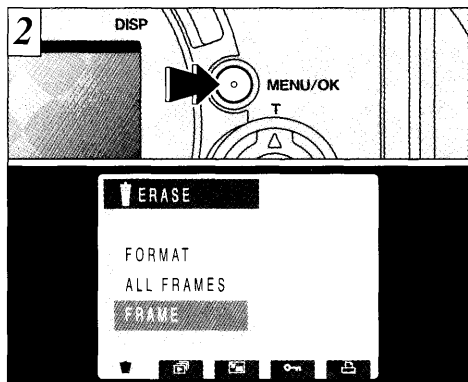 2
DISP
MENU/OK
T
ERASE
FORMAT
ALL FRAMES
FRAME